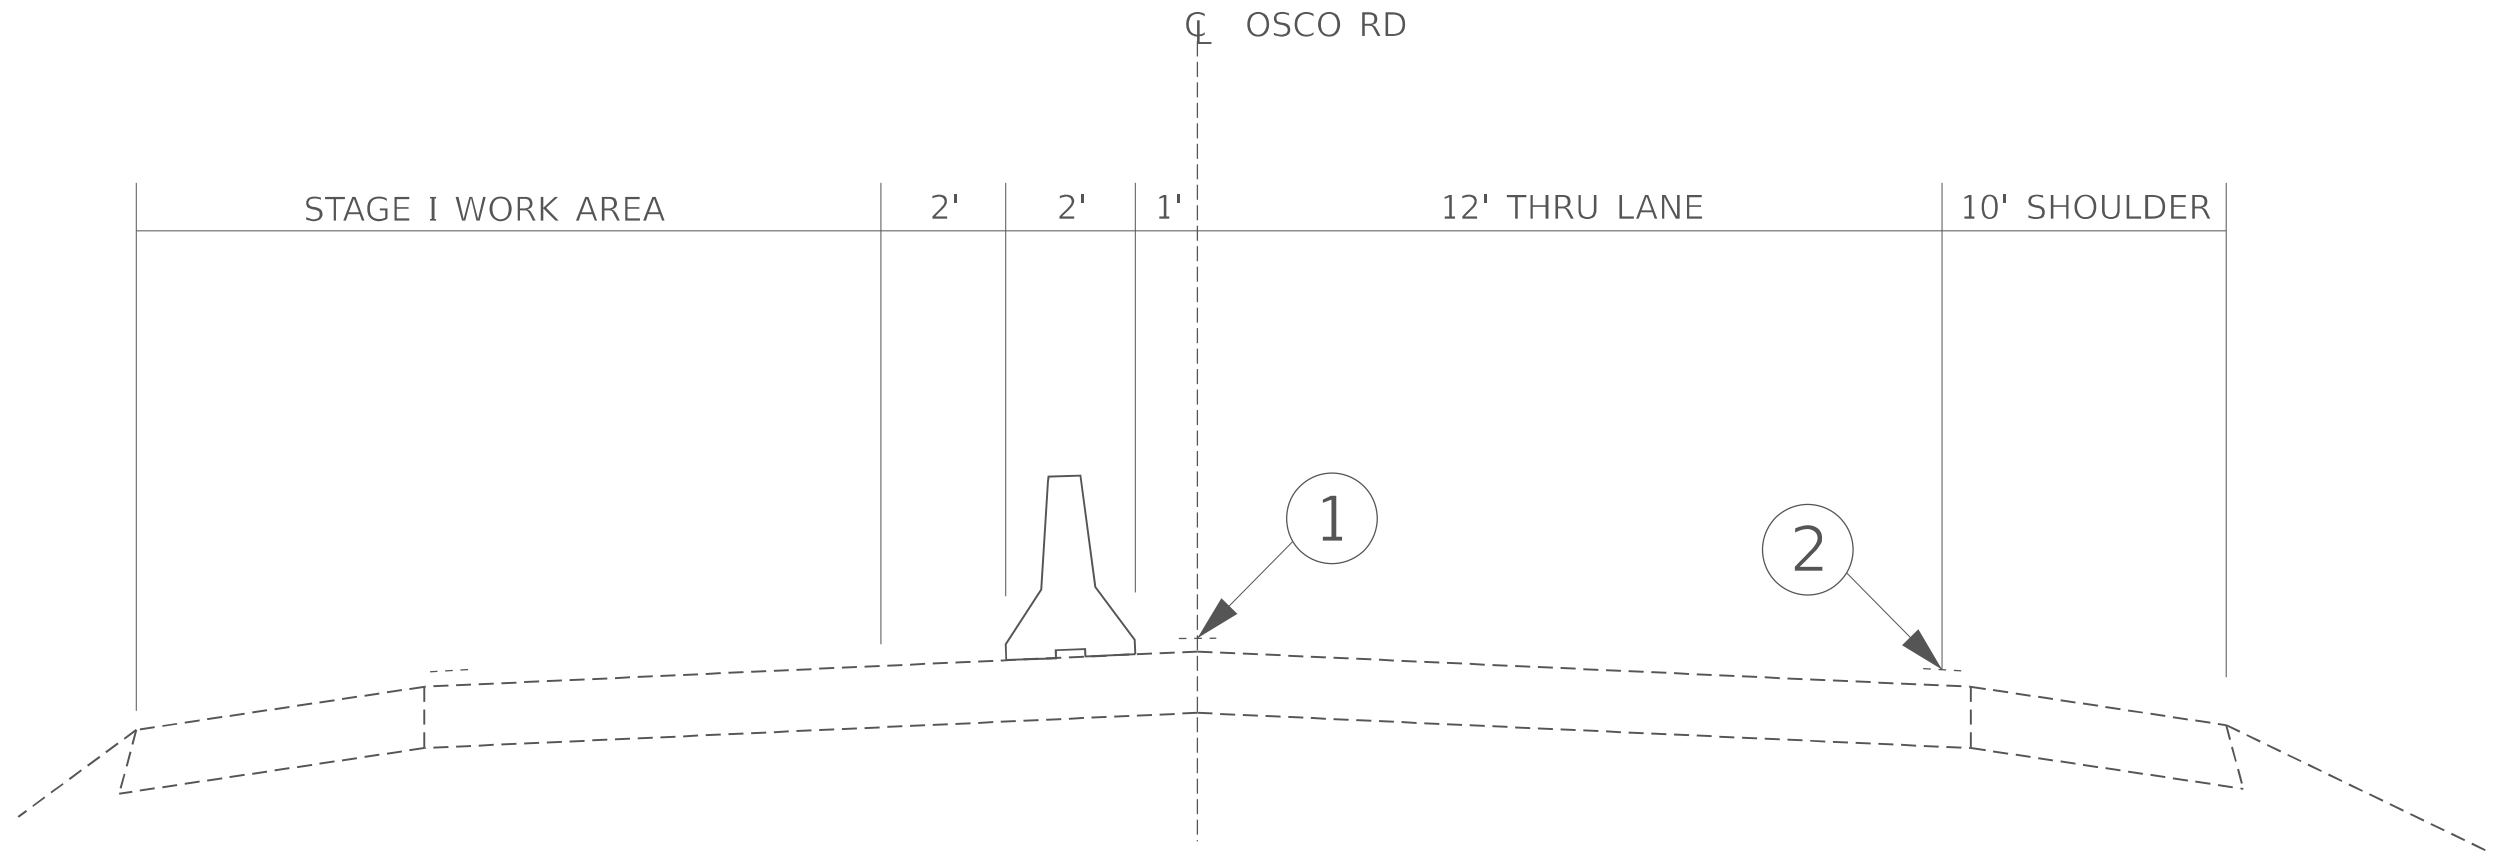 ℄ OSCO RD
STAGE I WORK AREA 2' 2' 1' 12' THRU LANE 10' SHOULDER
1
2